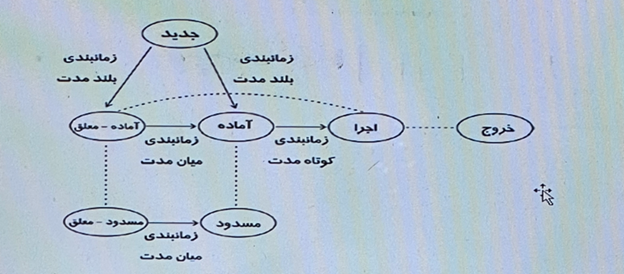 جدید
زمانبندی
بلند مدت
زمانبندی
بلند مدت
خروج
اجرا
آماده
آماده - معلق
زمانبندی
کوتاه مدت
زمانبندی
میان مدت
مسدود
مسدود - معلق
زمانبندی
میان مدت